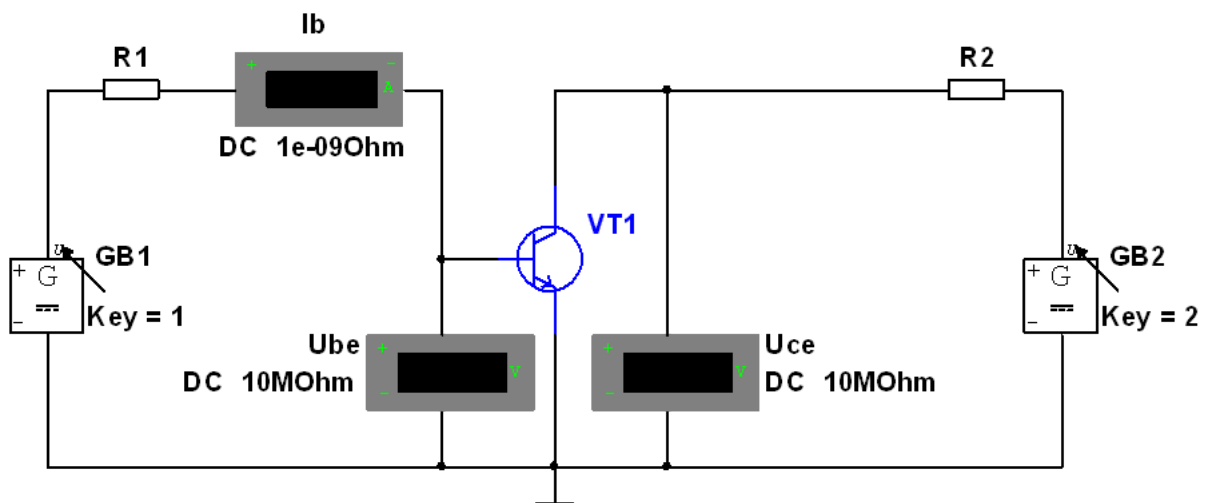 Ib
R1
R2
+ - A
DC 1e-09Ohm
VT1
u
GB1
+ G
-
Key = 1
u
GB2
+ G
-
Key = 2
Ube
+ V
-
DC 10MOhm
Uce
+ V
-
DC 10MOhm